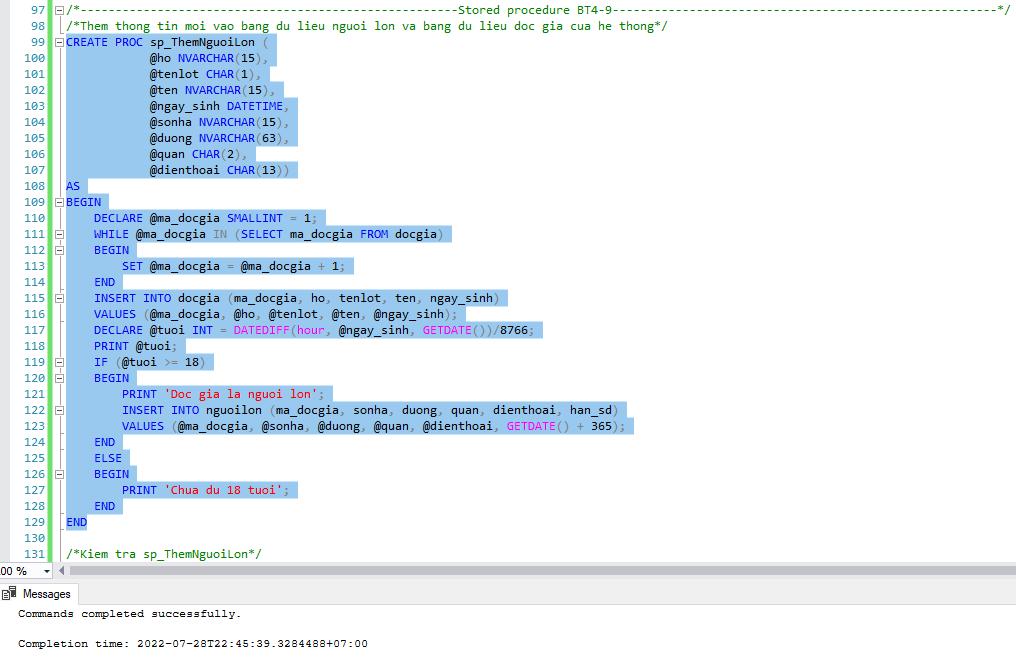 97 /*------------------------------------------------------Stored procedure BT4-9-------------------------------------------------------*/
98 /*Them thong tin moi vao bang du lieu nguoi lon va bang du lieu doc gia cua he thong*/
99 CREATE PROC sp_ThemNguoiLon (
100 @ho NVARCHAR(15),
101 @tenlot CHAR(1),
102 @ten NVARCHAR(15),
103 @ngay_sinh DATETIME,
104 @sonha NVARCHAR(15),
105 @duong NVARCHAR(63),
106 @quan CHAR(2),
107 @dienthoai CHAR(13))
108 AS
109 BEGIN
110 DECLARE @ma_docgia SMALLINT = 1;
111 WHILE @ma_docgia IN (SELECT ma_docgia FROM docgia)
112 BEGIN
113 SET @ma_docgia = @ma_docgia + 1;
114 END
115 INSERT INTO docgia (ma_docgia, ho, tenlot, ten, ngay_sinh)
116 VALUES (@ma_docgia, @ho, @tenlot, @ten, @ngay_sinh);
117 DECLARE @tuoi INT = DATEDIFF(hour, @ngay_sinh, GETDATE())/8766;
118 PRINT @tuoi;
119 IF (@tuoi >= 18)
120 BEGIN
121 PRINT 'Doc gia la nguoi lon';
122 INSERT INTO nguoilon (ma_docgia, sonha, duong, quan, dienthoai, han_sd)
123 VALUES (@ma_docgia, @sonha, @duong, @quan, @dienthoai, GETDATE() + 365);
124 END
125 ELSE
126 BEGIN
127 PRINT 'Chua du 18 tuoi';
128 END
129 END
130
131 /*Kiem tra sp_ThemNguoiLon*/
00 %
Messages
Commands completed successfully.
Completion time: 2022-07-28T22:45:39.3284488+07:00